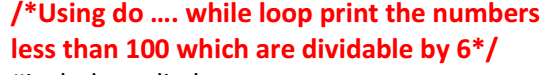 /*Using do .... while loop print the numbers
less than 100 which are dividable by 6*/